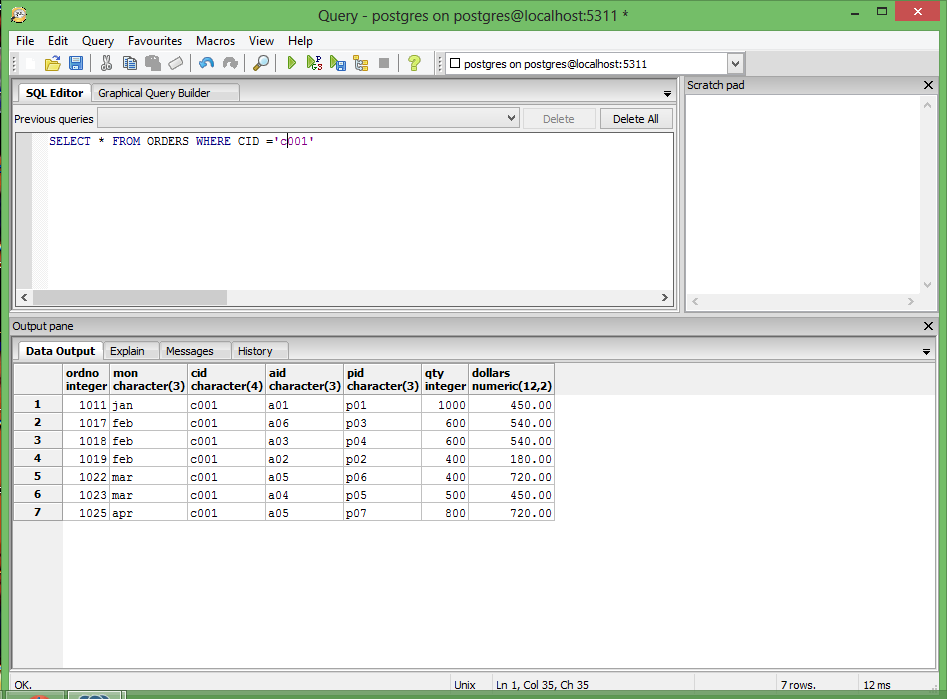 Query - postgres on postgres@localhost:5311 *
File Edit Query Favourites Macros View Help
postgres on postgres@localhost:5311
SQL Editor Graphical Query Builder
Scratch pad
Previous queries Delete Delete All
SELECT * FROM ORDERS WHERE CID ='c001'
Output pane
Data Output Explain Messages History
ordno mon cid aid pid qty dollars
integer character(3) character(4) character(3) character(3) integer numeric(12,2)
1 1011 jan c001 a01 p01 1000 450.00
2 1017 feb c001 a06 p03 600 540.00
3 1018 feb c001 a03 p04 600 540.00
4 1019 feb c001 a02 p02 400 180.00
5 1022 mar c001 a05 p06 400 720.00
6 1023 mar c001 a04 p05 500 450.00
7 1025 apr c001 a05 p07 800 720.00
OK. Unix Ln 1, Col 35, Ch 35 7 rows. 12 ms